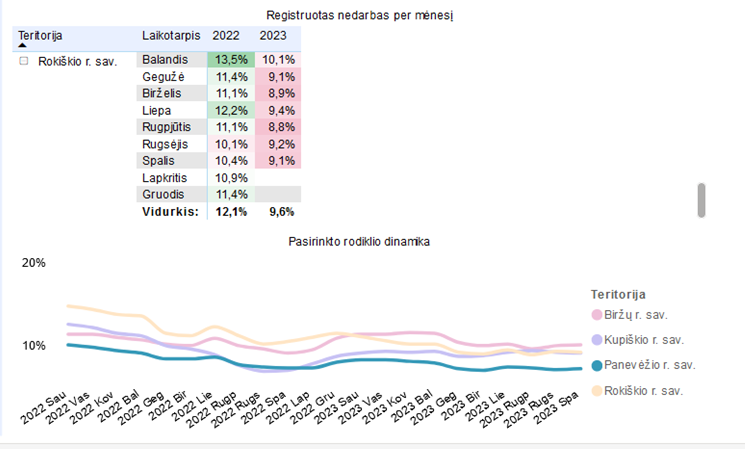 Registruotas nedarbas per mėnesį
Teritorija Laikotarpis 2022 2023
Rokiškio r. sav. Balandis 13,5% 10,1%
Gegužė 11,4% 9,1%
Birželis 11,1% 8,9%
Liepa 12,2% 9,4%
Rugpjūtis 11,1% 8,8%
Rugsėjis 10,1% 9,2%
Spalis 10,4% 9,1%
Lapkritis 10,9%
Gruodis 11,4%
Vidurkis: 12,1% 9,6%
Pasirinkto rodiklio dinamika
20%
10%
2022 Sau 2022 Vas 2022 Kov 2022 Bal 2022 Geg 2022 Bir 2022 Lie 2022 Rugp 2022 Rugs 2022 Spa 2022 Lap 2022 Gru 2023 Sau 2023 Vas 2023 Kov 2023 Bal 2023 Geg 2023 Bir 2023 Lie 2023 Rugp 2023 Rugs 2023 Spa
Teritorija
Biržų r. sav.
Kupiškio r. sav.
Panevėžio r. sav.
Rokiškio r. sav.